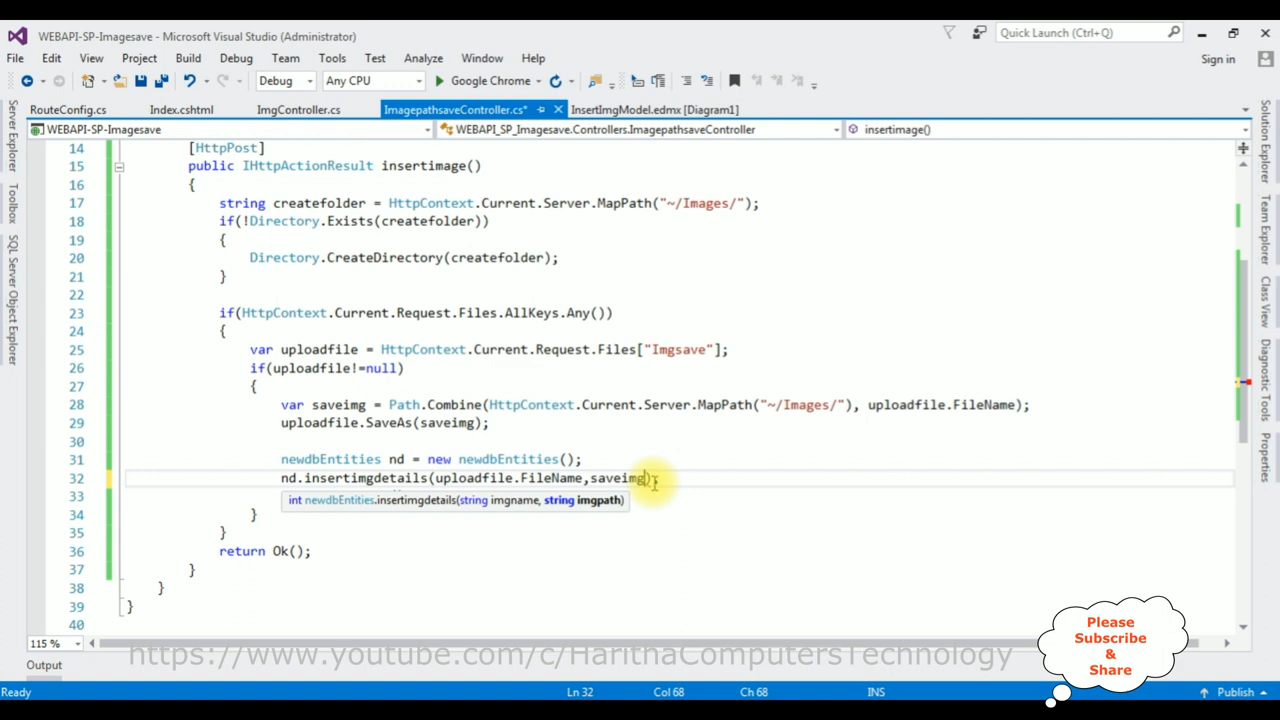 WEBAPI-SP-Imagesave - Microsoft Visual Studio (Administrator)
Quick Launch (Ctrl+Q)
File Edit View Project Build Debug Team Tools Test Analyze Window Help
Sign in
Debug Any CPU Google Chrome
RouteConfig.cs Index.cshtml ImgController.cs ImagepathsaveController.cs* InsertImgModel.edmx [Diagram1]
WEBAPI-SP-Imagesave WEBAPI_SP_Imagesave.Controllers.ImagepathsaveController insertimage()
Server Explorer
Toolbox
SQL Server Object Explorer
14 [HttpPost]
15 public IHttpActionResult insertimage()
16 {
17 string createfolder = HttpContext.Current.Server.MapPath("~/Images/");
18 if(!Directory.Exists(createfolder))
19 {
20 Directory.CreateDirectory(createfolder);
21 }
22
23 if(HttpContext.Current.Request.Files.AllKeys.Any())
24 {
25 var uploadfile = HttpContext.Current.Request.Files["Imgsave"];
26 if(uploadfile!=null)
27 {
28 var saveimg = Path.Combine(HttpContext.Current.Server.MapPath("~/Images/"), uploadfile.FileName);
29 uploadfile.SaveAs(saveimg);
30
31 newdbEntities nd = new newdbEntities();
32 nd.insertimgdetails(uploadfile.FileName,saveimg);
33
int newdbEntities.insertimgdetails(string imgname, string imgpath)
34 }
35 }
36 return Ok();
37 }
38 }
39 }
40
Solution Explorer
Team Explorer
Class View
Diagnostic Tools
Properties
115 %
Output
https://www.youtube.com/c/HarithaComputersTechnology
Please
Subscribe
&
Share
Ready Ln 32 Col 68 Ch 68 INS Publish